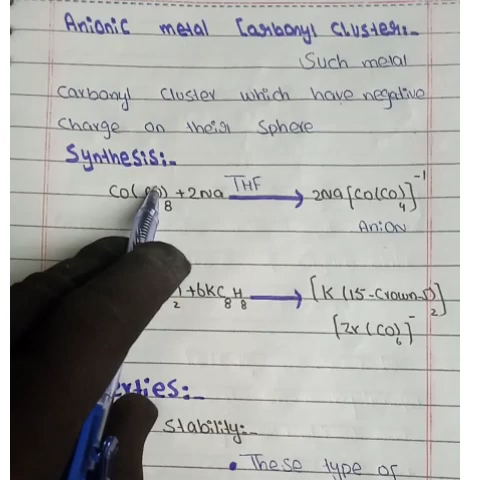 Anionic metal Carbonyl Cluster:-
Such metal
Carbonyl Cluster which have negative
Charge on their Sphere
Synthesis:-
CO(CO)8 + 2Na THF → 2Na[CO(CO)4]-1
Anion
2 +6KC8H8 → [K(15-Crown-5)2]
[Zr(CO)6]-
erties:-
Stability:-
• These type of